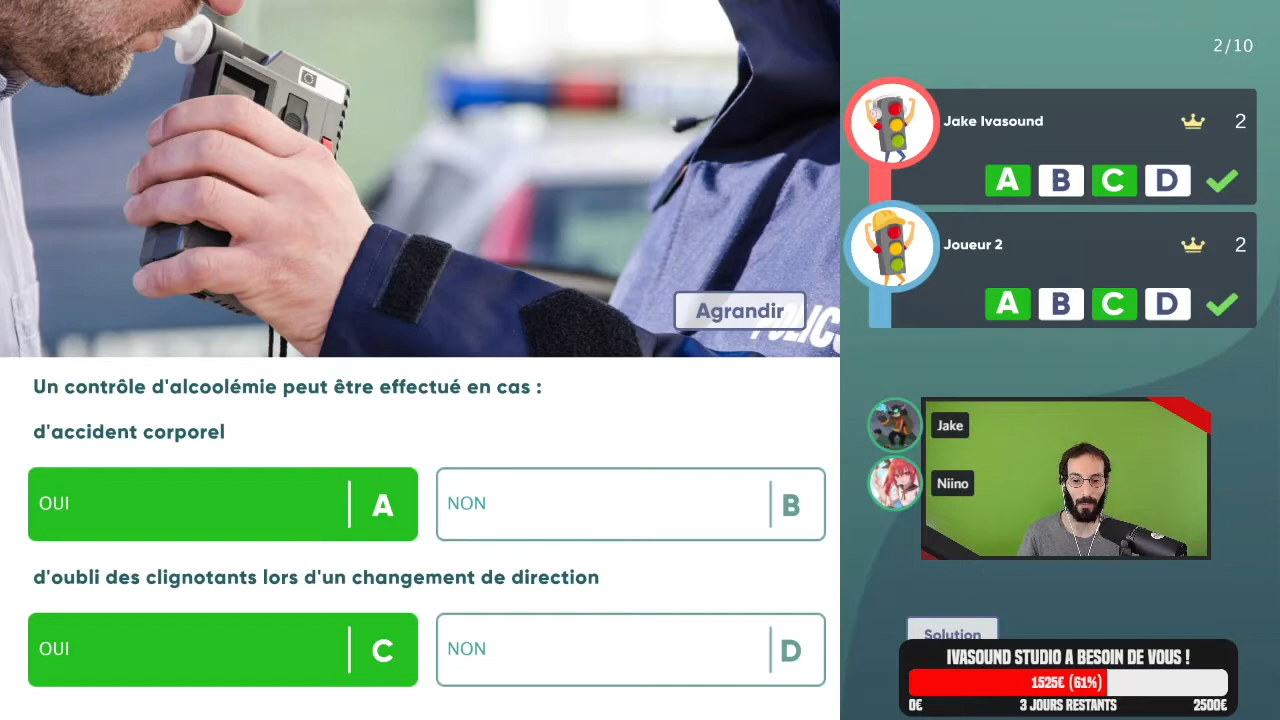 Agrandir
Un contrôle d'alcoolémie peut être effectué en cas :
d'accident corporel
OUI A
NON B
d'oubli des clignotants lors d'un changement de direction
OUI C
NON D
2/10
Jake Ivasound 2
A B C D
Joueur 2 2
A B C D
Jake
Niino
Solution
IVASOUND STUDIO A BESOIN DE VOUS !
1525€ (61%)
0€ 3 JOURS RESTANTS 2500€